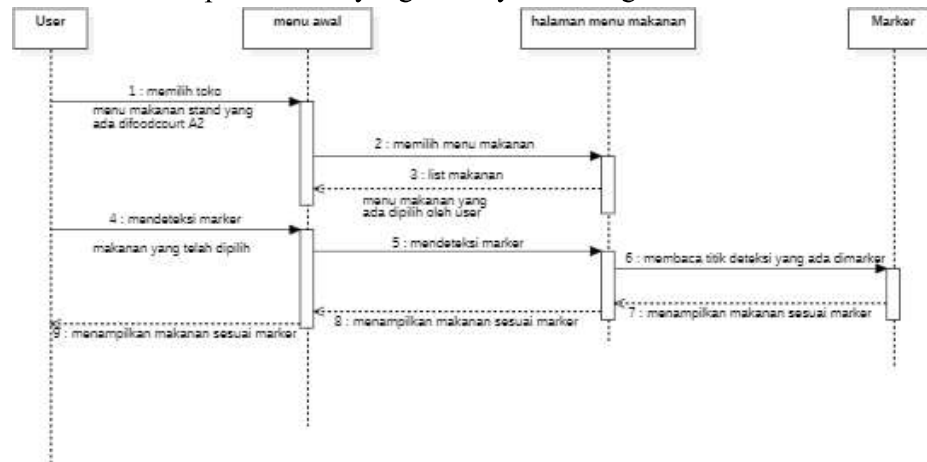 User
menu awal
halaman menu makanan
Marker
1 : memilih toko
menu makanan stand yang
ada difoodcourt A2
2 : memilih menu makanan
3 : list makanan
menu makanan yang
ada dipilih oleh user
4 : mendeteksi marker
makanan yang telah dipilih
5 : mendeteksi marker
6 : membaca titik deteksi yang ada dimarker
7 : menampilkan makanan sesuai marker
8 : menampilkan makanan sesuai marker
9 : menampilkan makanan sesuai marker